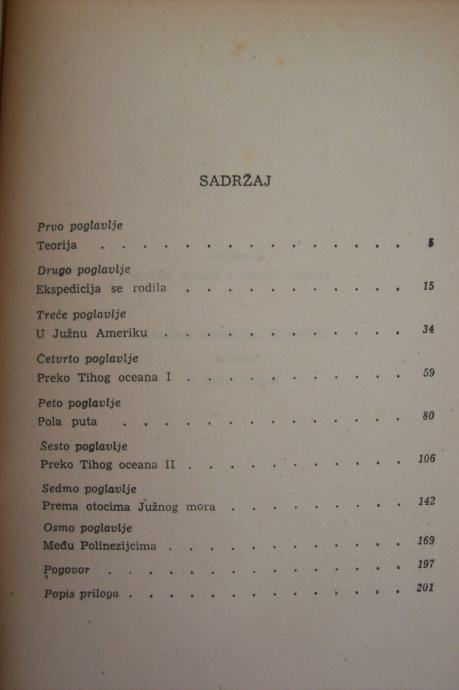 SADRŽAJ
Prvo poglavlje
Teorija . . . . . . . . . . . . . . 5
Drugo poglavlje
Ekspedicija se rodila . . . . . . . . . . 15
Treće poglavlje
U Južnu Ameriku . . . . . . . . . . . 34
Četvrto poglavlje
Preko Tihog oceana I . . . . . . . . . . 59
Peto poglavlje
Pola puta . . . . . . . . . . . . . 80
Šesto poglavlje
Preko Tihog oceana II . . . . . . . . . . 106
Sedmo poglavlje
Prema otocima Južnog mora . . . . . . . . 142
Osmo poglavlje
Među Polinezijcima . . . . . . . . . . . 169
Pogovor . . . . . . . . . . . . . 197
Popis priloga . . . . . . . . . . . . . 201